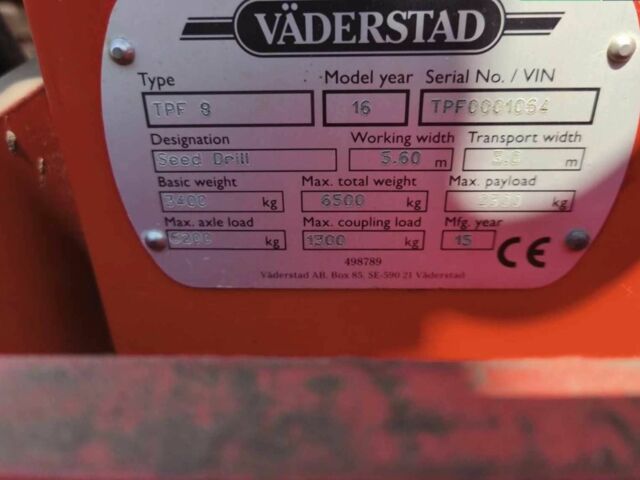 VÄDERSTAD
Type Model year Serial No. / VIN
TPF 8 16 TPF0001064
Designation Working width Transport width
Seed Drill 5.60 m m
Basic weight Max. total weight Max. payload
3400 kg 6500 kg kg
Max. axle load Max. coupling load Mfg. year
5200 kg 1300 kg 15 CE
498789
Väderstad AB, Box 85, SE-590 21 Väderstad